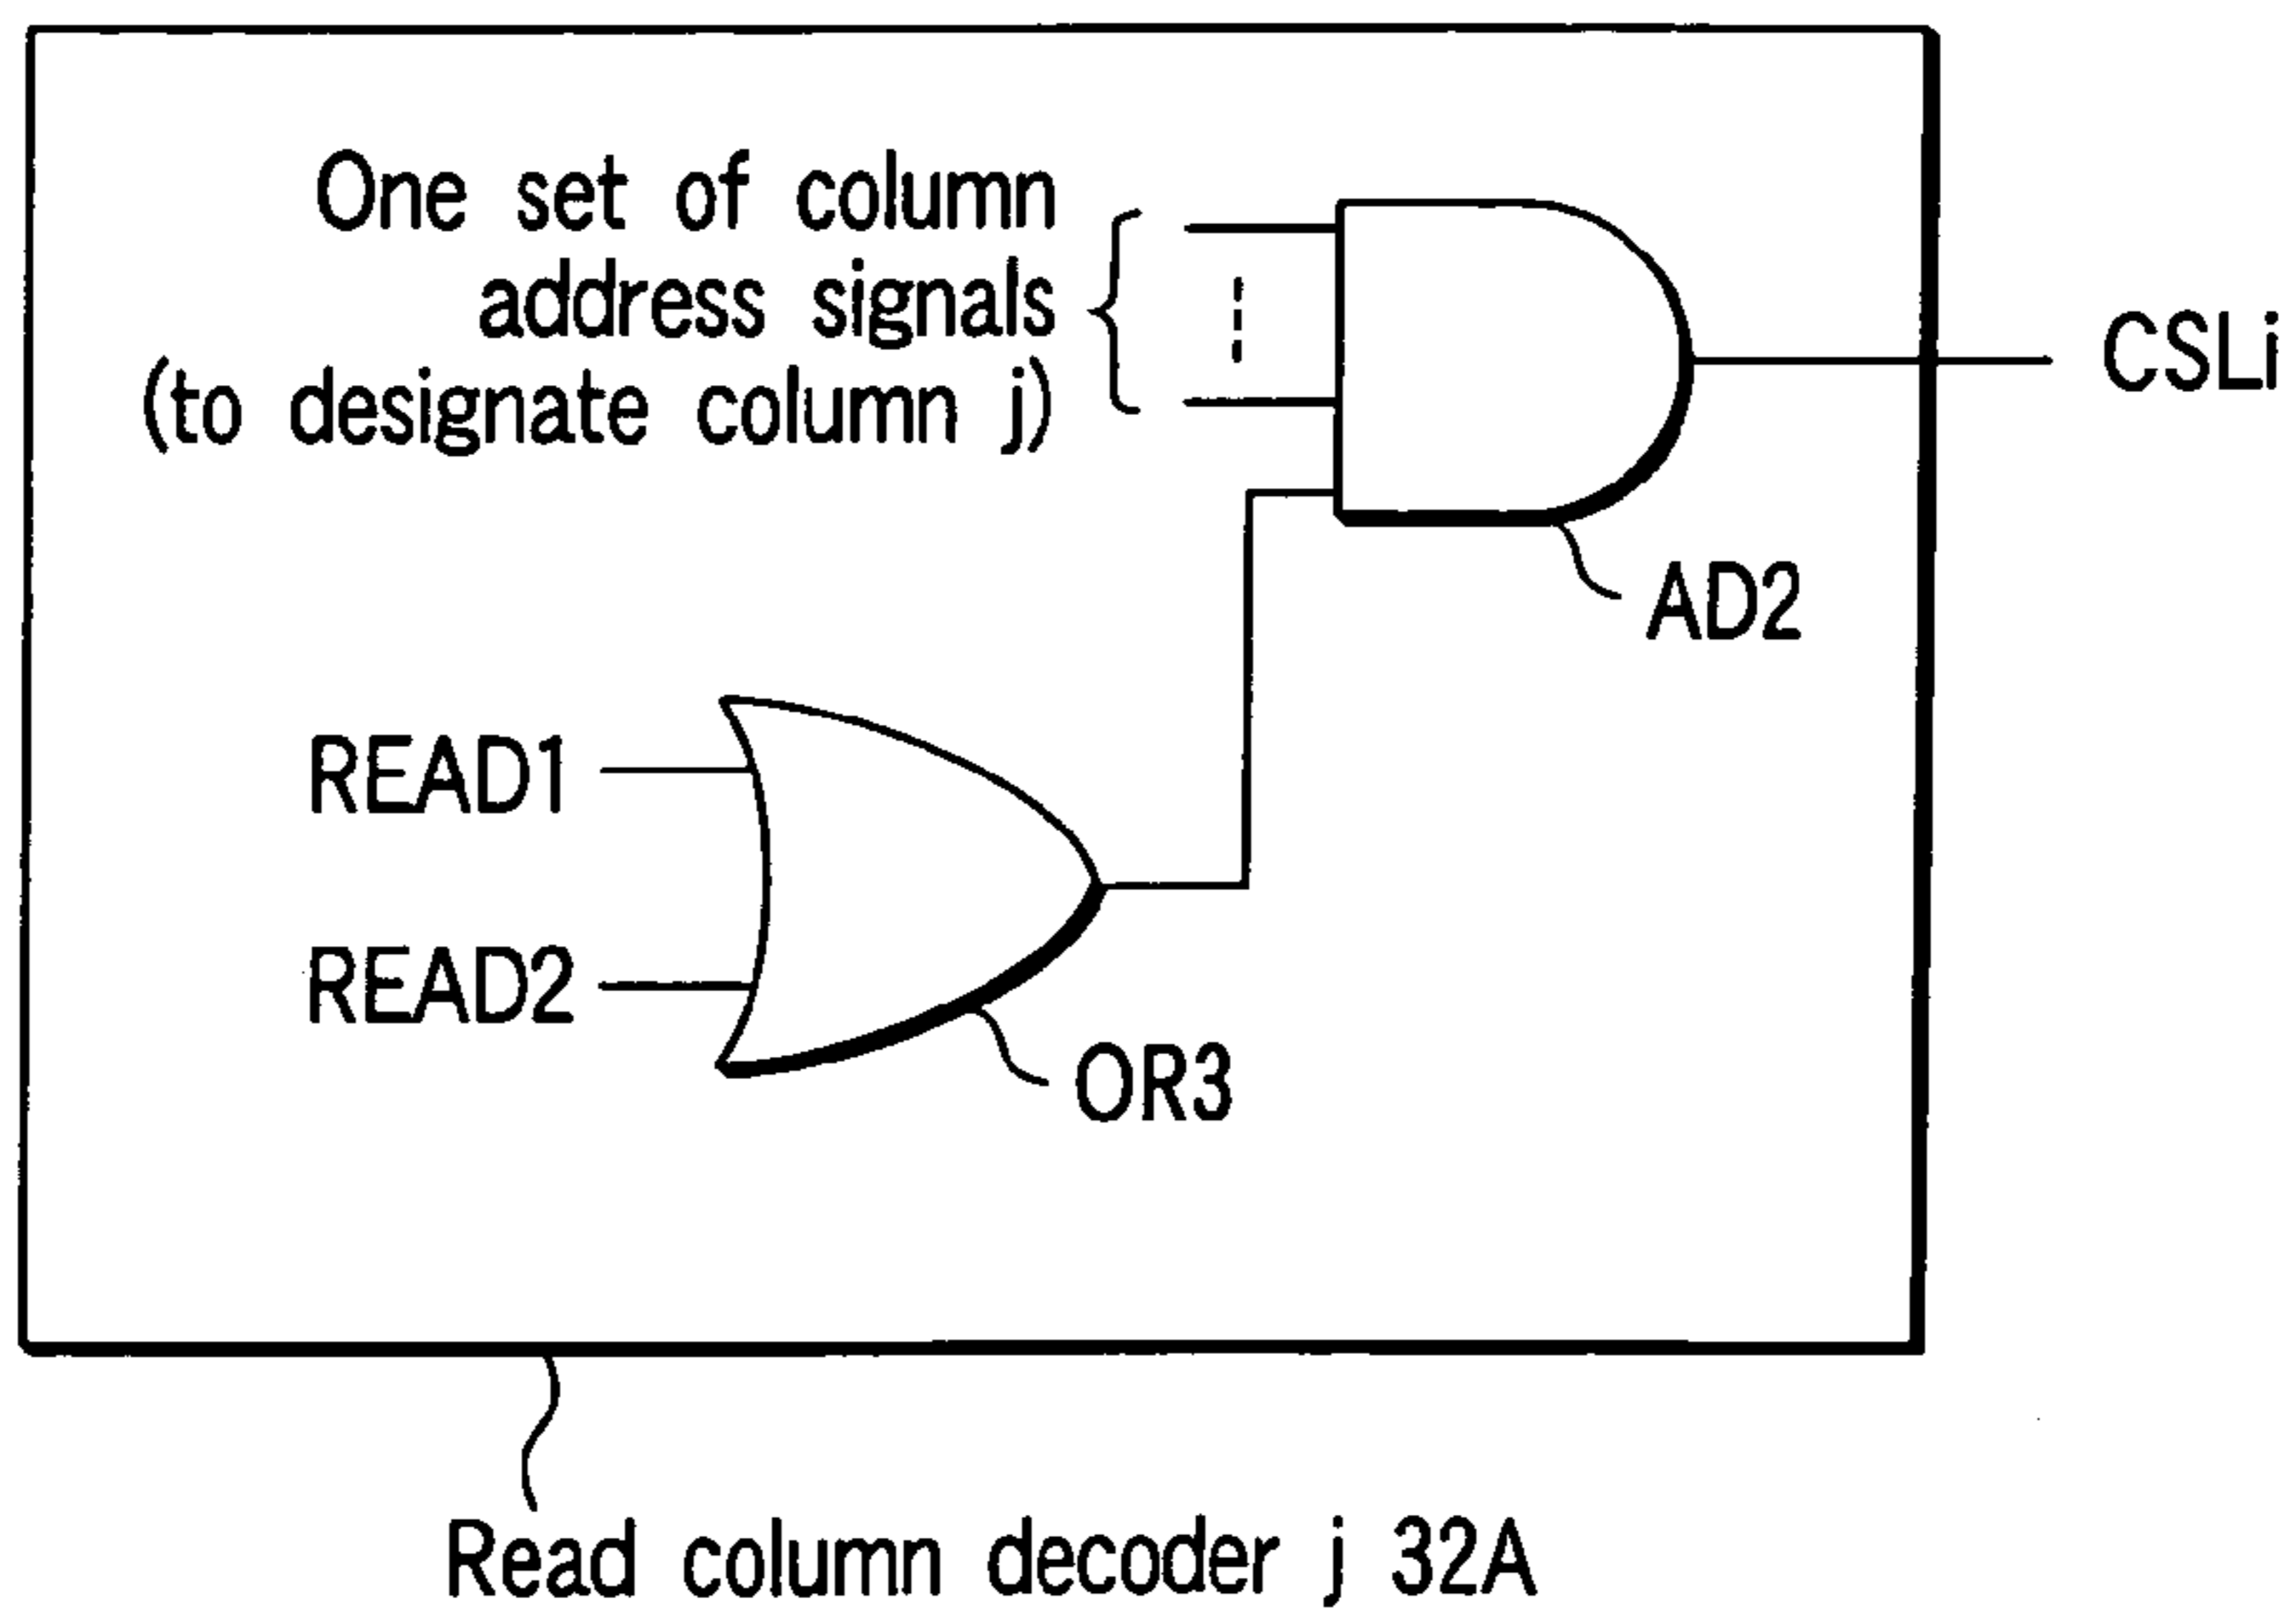 One set of column
address signals
(to designate column j)
CSLi
AD2
READ1
READ2
OR3
Read column decoder j 32A